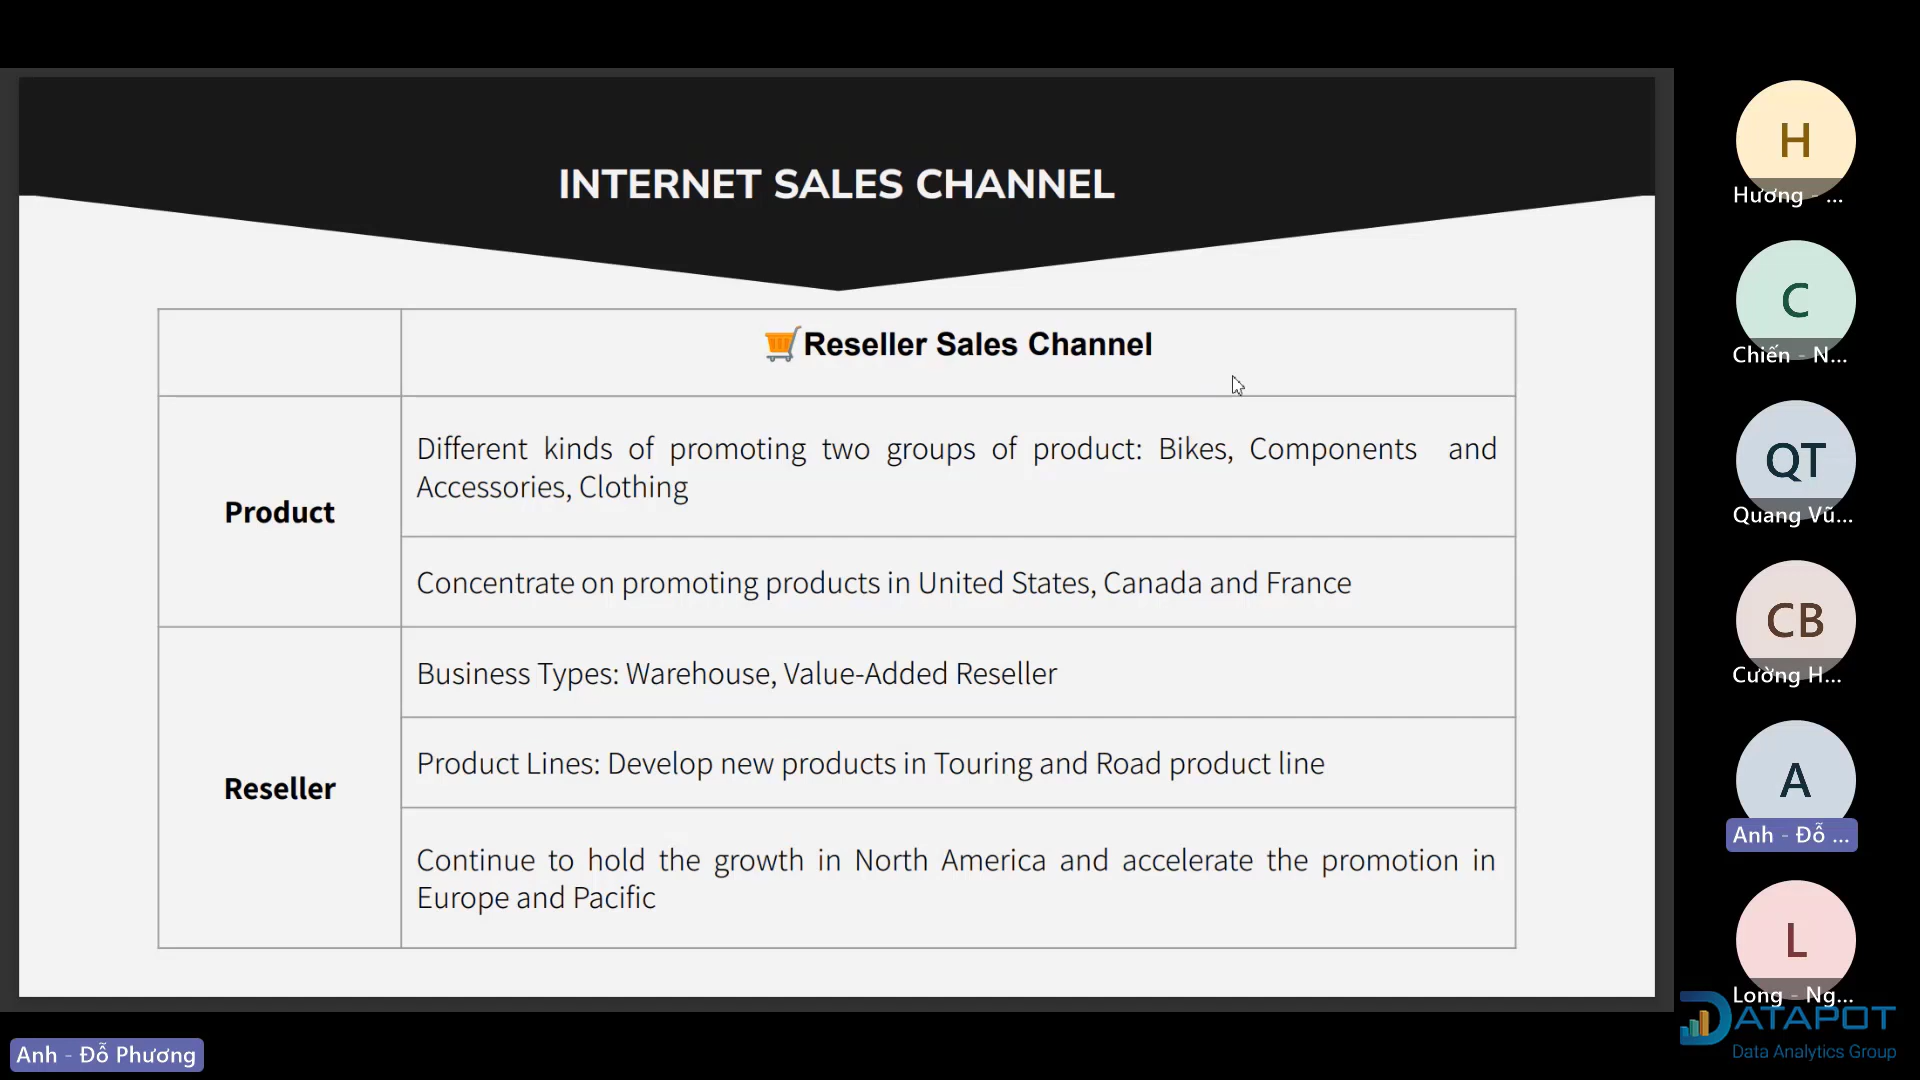 INTERNET SALES CHANNEL
🛒Reseller Sales Channel
Product
Different kinds of promoting two groups of product: Bikes, Components and
Accessories, Clothing
Concentrate on promoting products in United States, Canada and France
Reseller
Business Types: Warehouse, Value-Added Reseller
Product Lines: Develop new products in Touring and Road product line
Continue to hold the growth in North America and accelerate the promotion in
Europe and Pacific
H
Hương - ...
C
Chiến - N...
QT
Quang Vũ...
CB
Cường H...
A
Anh - Đỗ ...
L
Long - Ng...
DATAPOT
Data Analytics Group
Anh - Đỗ Phương